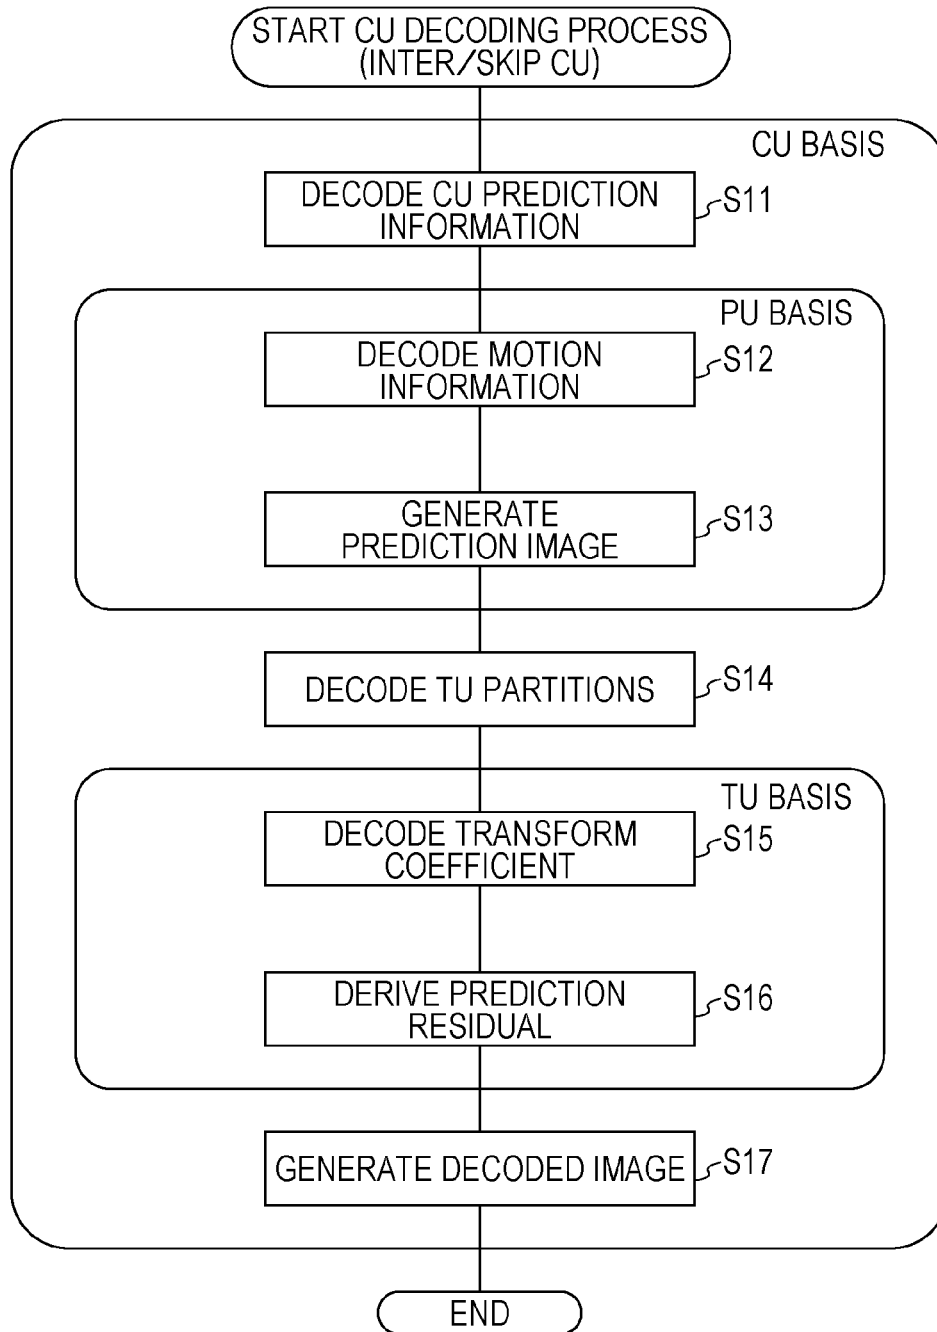 START CU DECODING PROCESS
(INTER/SKIP CU)
CU BASIS
DECODE CU PREDICTION
INFORMATION
S11
PU BASIS
DECODE MOTION
INFORMATION
S12
GENERATE
PREDICTION IMAGE
S13
DECODE TU PARTITIONS
S14
TU BASIS
DECODE TRANSFORM
COEFFICIENT
S15
DERIVE PREDICTION
RESIDUAL
S16
GENERATE DECODED IMAGE
S17
END